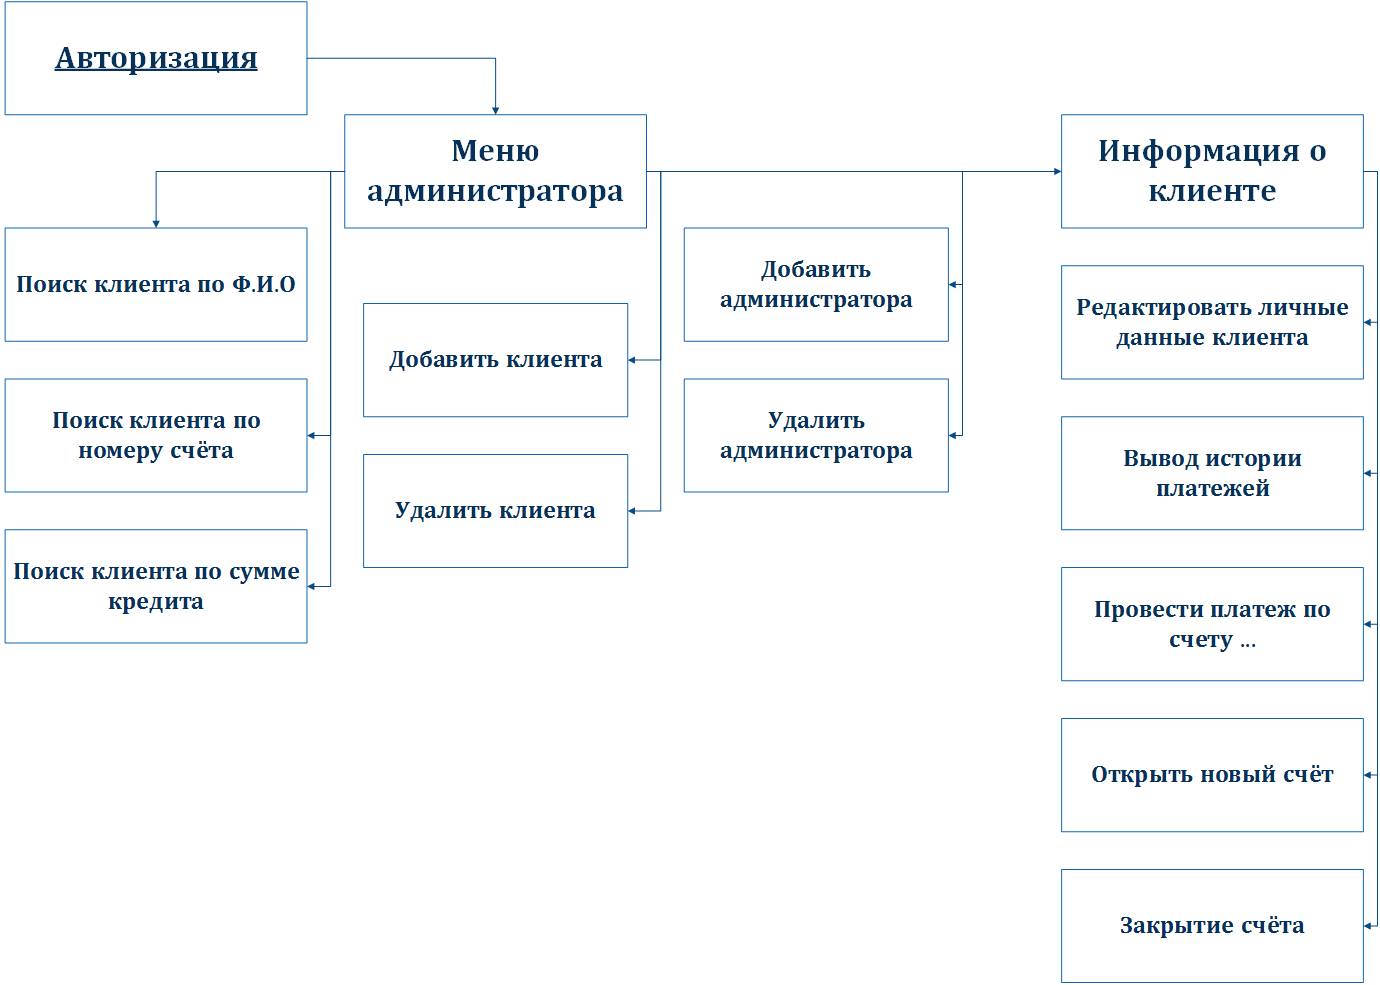 Авторизация
Меню
администратора
Информация о
клиенте
Поиск клиента по Ф.И.О
Поиск клиента по
номеру счёта
Поиск клиента по сумме
кредита
Добавить клиента
Удалить клиента
Добавить
администратора
Удалить
администратора
Редактировать личные
данные клиента
Вывод истории
платежей
Провести платеж по
счету ...
Открыть новый счёт
Закрытие счёта